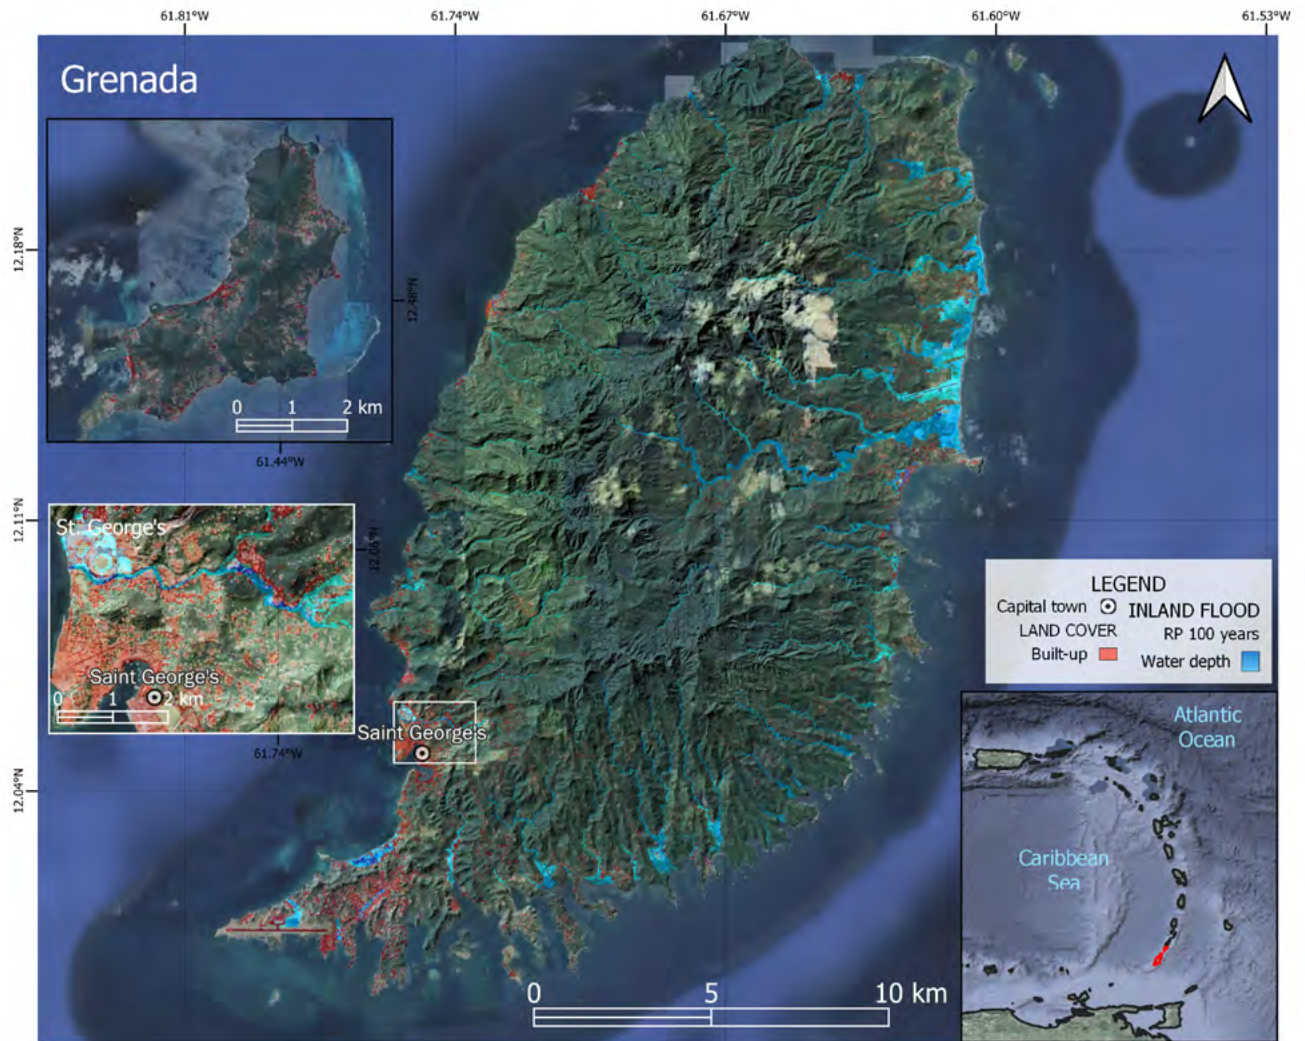 61.81°W
61.74°W
61.67°W
61.60°W
61.53°W
Grenada
12.18°N
12.11°N
12.04°N
12.48°N
0 1 2 km
61.44°W
St. George's
12.06°N
Saint George's
0 1 2 km
61.74°W
Saint George's
LEGEND
Capital town INLAND FLOOD
LAND COVER RP 100 years
Built-up Water depth
Atlantic
Ocean
Caribbean
Sea
0 5 10 km